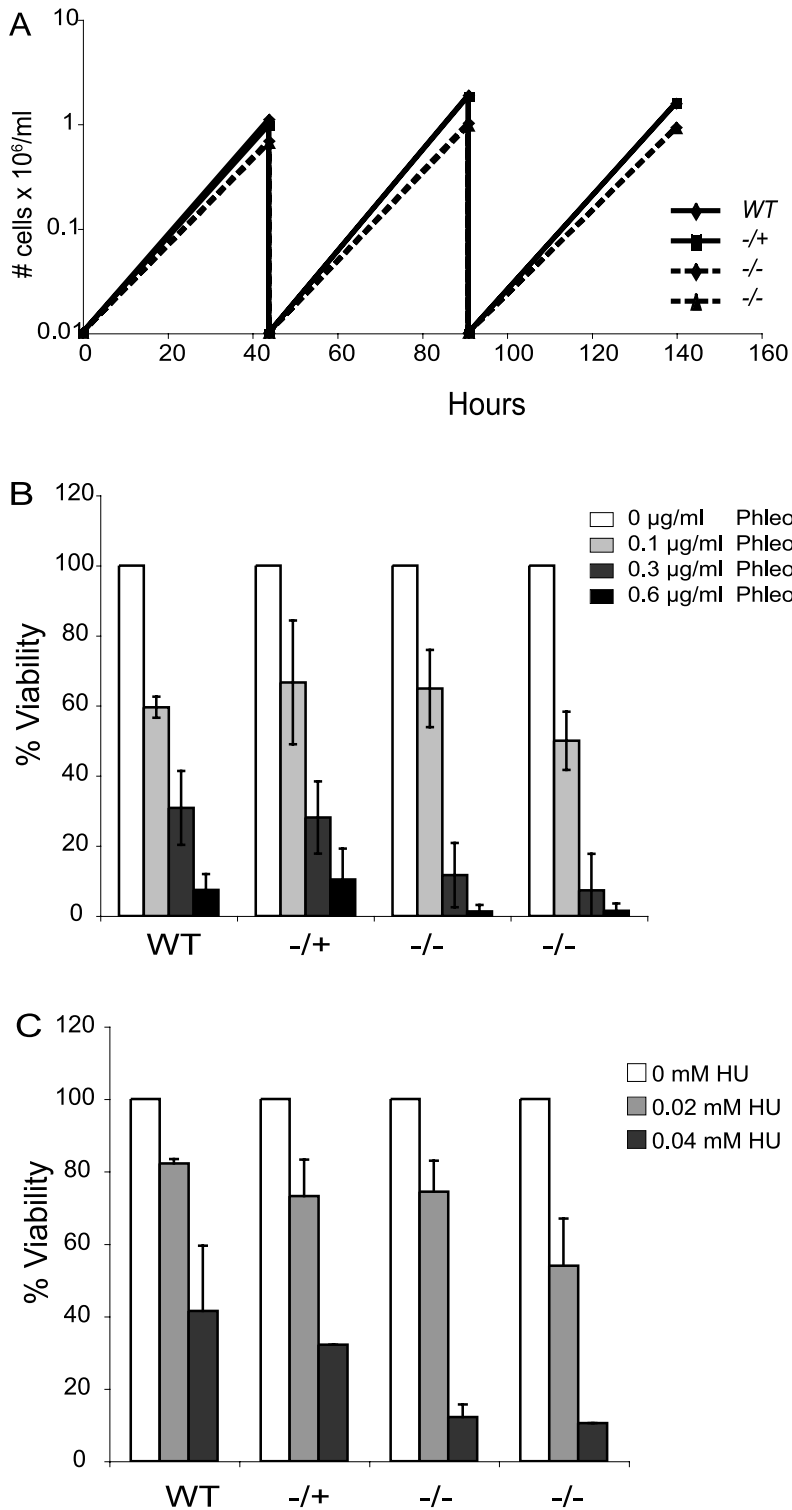 A
10
1
0.1
0.01
# cells x 10⁶/ml
0 20 40 60 80 100 120 140 160
Hours
WT
-/+
-/-
-/-
B
120
100
80
60
40
20
0
% Viability
0 µg/ml Phleo
0.1 µg/ml Phleo
0.3 µg/ml Phleo
0.6 µg/ml Phleo
WT -/+ -/- -/-
C
120
100
80
60
40
20
0
% Viability
0 mM HU
0.02 mM HU
0.04 mM HU
WT -/+ -/- -/-